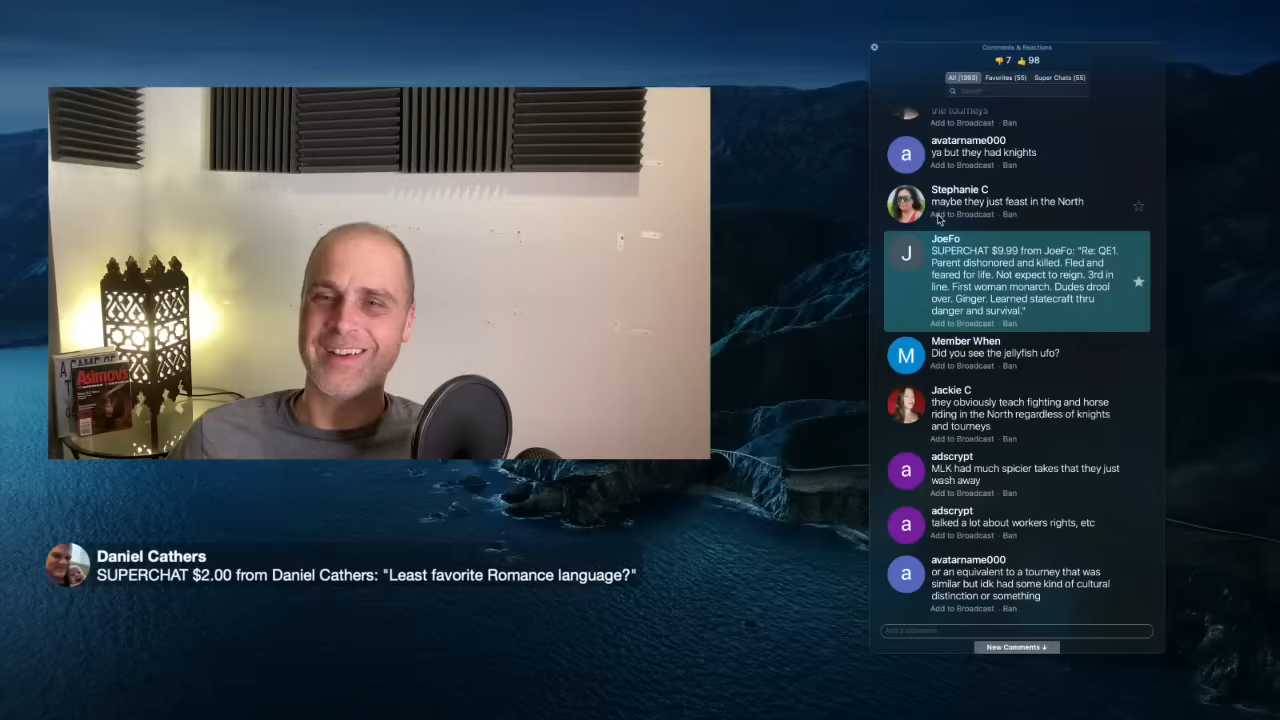 Comments & Reactions
7 98
All (1393) Favorites (55) Super Chats (55)
Search
the tourneys
Add to Broadcast - Ban
avatarname000
ya but they had knights
Add to Broadcast - Ban
Stephanie C
maybe they just feast in the North
Add to Broadcast - Ban
J
JoeFo
SUPERCHAT $9.99 from JoeFo: "Re: QE1.
Parent dishonored and killed. Fled and
feared for life. Not expect to reign. 3rd in
line. First woman monarch. Dudes drool
over. Ginger. Learned statecraft thru
danger and survival."
Add to Broadcast - Ban
M
Member When
Did you see the jellyfish ufo?
Add to Broadcast - Ban
Jackie C
they obviously teach fighting and horse
riding in the North regardless of knights
and tourneys
Add to Broadcast - Ban
a
adscrypt
MLK had much spicier takes that they just
wash away
Add to Broadcast - Ban
a
adscrypt
talked a lot about workers rights, etc
Add to Broadcast - Ban
a
avatarname000
or an equivalent to a tourney that was
similar but idk had some kind of cultural
distinction or something
Add to Broadcast - Ban
Add a comment
New Comments ↓
A GAME OF
Asimov's
Daniel Cathers
SUPERCHAT $2.00 from Daniel Cathers: "Least favorite Romance language?"